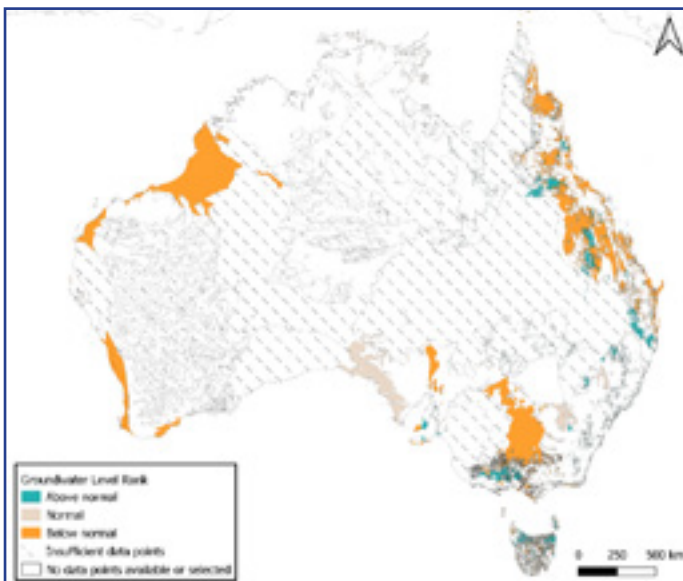 Groundwater Level Rank
Above normal
Normal
Below normal
Insufficient data points
No data points available or selected
0 250 500 km